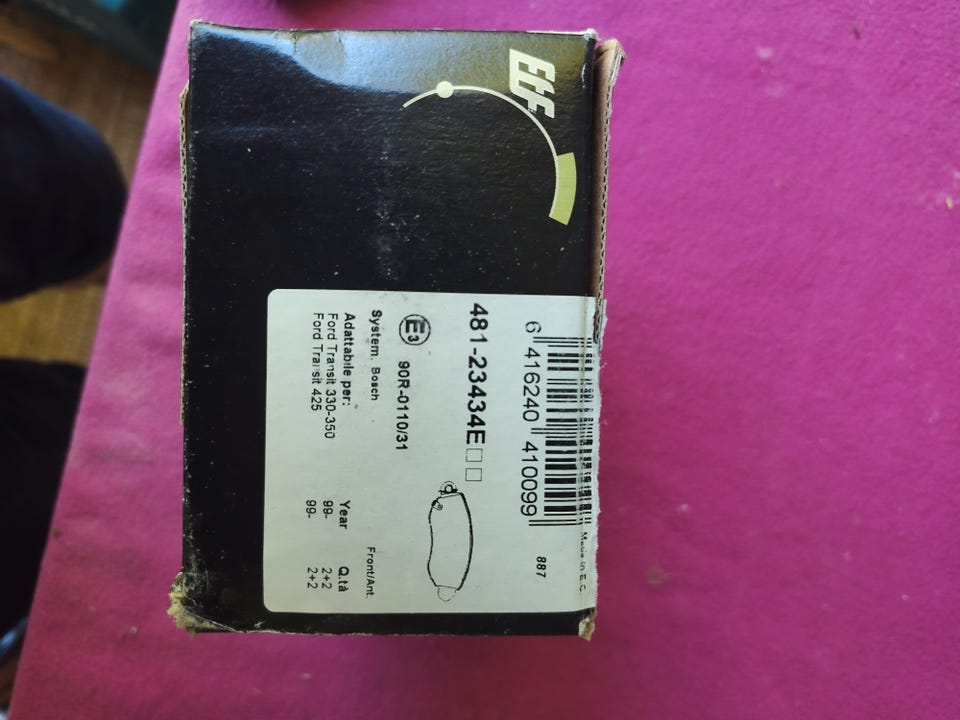 Etf
6 416240 410099
Made in E.C.
887
481-23434E□□
E3 90R-0110/31
System. Bosch Front/Ant.
Adattabile per: Year Q.tà
Ford Transit 330-350 99- 2+2
Ford Transit 425 99- 2+2